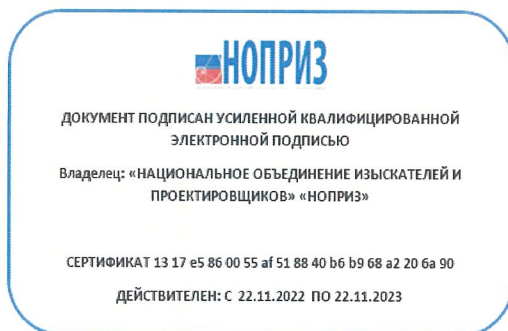 НОПРИЗ
ДОКУМЕНТ ПОДПИСАН УСИЛЕННОЙ КВАЛИФИЦИРОВАННОЙ
ЭЛЕКТРОННОЙ ПОДПИСЬЮ
Владелец: «НАЦИОНАЛЬНОЕ ОБЪЕДИНЕНИЕ ИЗЫСКАТЕЛЕЙ И
ПРОЕКТИРОВЩИКОВ» «НОПРИЗ»
СЕРТИФИКАТ 13 17 e5 86 00 55 af 51 88 40 b6 b9 68 a2 20 6a 90
ДЕЙСТВИТЕЛЕН: С 22.11.2022 ПО 22.11.2023